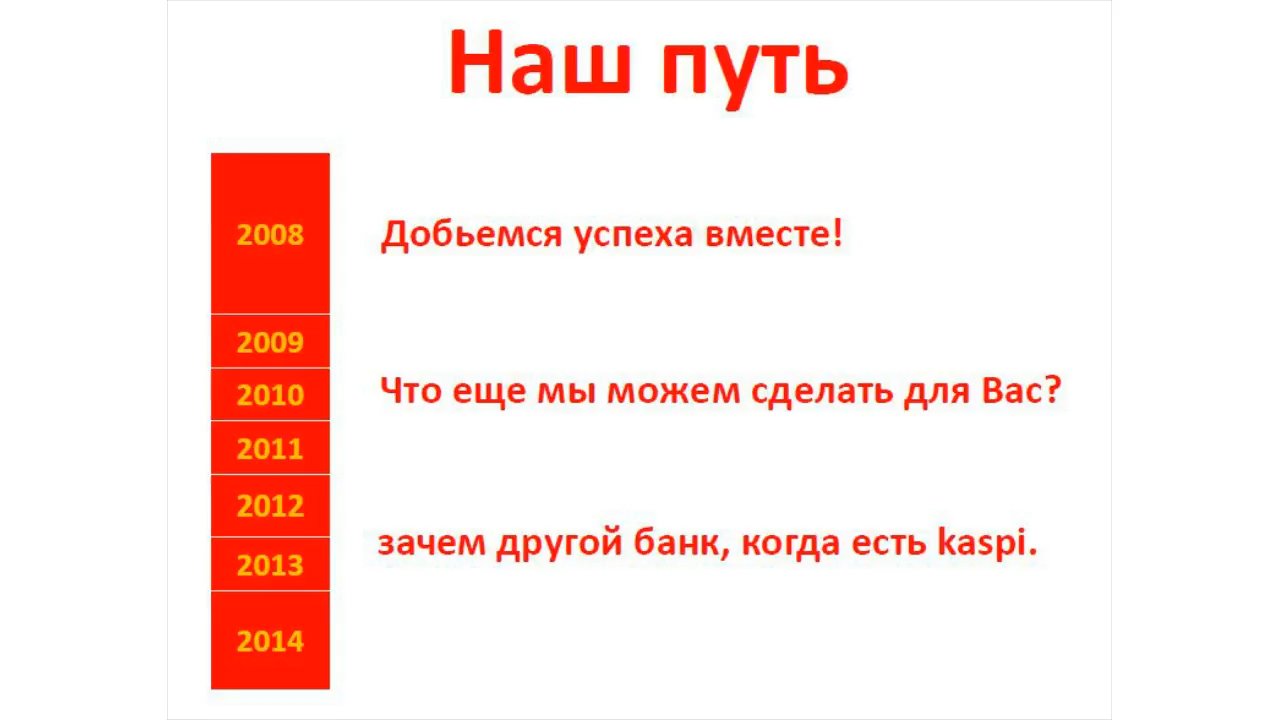 Наш путь
2008
Добьемся успеха вместе!
2009
2010
Что еще мы можем сделать для Вас?
2011
2012
зачем другой банк, когда есть kaspi.
2013
2014